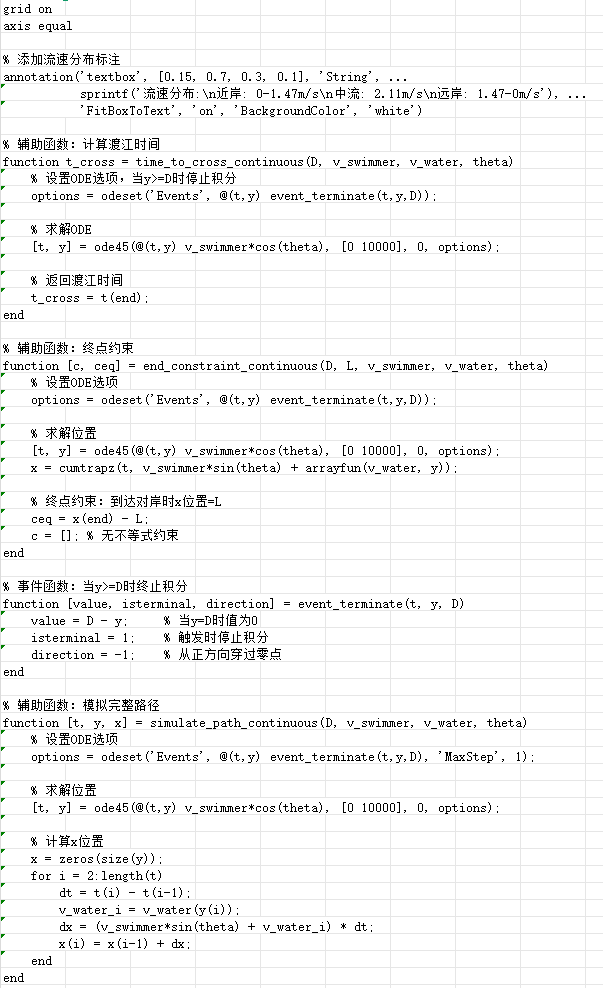 grid on
axis equal
% 添加流速分布标注
annotation('textbox', [0.15, 0.7, 0.3, 0.1], 'String', ...
sprintf('流速分布:\n近岸: 0-1.47m/s\n中流: 2.11m/s\n远岸: 1.47-0m/s'), ...
'FitBoxToText', 'on', 'BackgroundColor', 'white')
% 辅助函数: 计算渡江时间
function t_cross = time_to_cross_continuous(D, v_swimmer, v_water, theta)
% 设置ODE选项，当y>=D时停止积分
options = odeset('Events', @(t,y) event_terminate(t,y,D));
% 求解ODE
[t, y] = ode45(@(t,y) v_swimmer*cos(theta), [0 10000], 0, options);
% 返回渡江时间
t_cross = t(end);
end
% 辅助函数: 终点约束
function [c, ceq] = end_constraint_continuous(D, L, v_swimmer, v_water, theta)
% 设置ODE选项
options = odeset('Events', @(t,y) event_terminate(t,y,D));
% 求解位置
[t, y] = ode45(@(t,y) v_swimmer*cos(theta), [0 10000], 0, options);
x = cumtrapz(t, v_swimmer*sin(theta) + arrayfun(v_water, y));
% 终点约束: 到达对岸时x位置=L
ceq = x(end) - L;
c = []; % 无不等式约束
end
% 事件函数: 当y>=D时终止积分
function [value, isterminal, direction] = event_terminate(t, y, D)
value = D - y; % 当y=D时值为0
isterminal = 1; % 触发时停止积分
direction = -1; % 从正方向穿过零点
end
% 辅助函数: 模拟完整路径
function [t, y, x] = simulate_path_continuous(D, v_swimmer, v_water, theta)
% 设置ODE选项
options = odeset('Events', @(t,y) event_terminate(t,y,D), 'MaxStep', 1);
% 求解位置
[t, y] = ode45(@(t,y) v_swimmer*cos(theta), [0 10000], 0, options);
% 计算x位置
x = zeros(size(y));
for i = 2:length(t)
dt = t(i) - t(i-1);
v_water_i = v_water(y(i));
dx = (v_swimmer*sin(theta) + v_water_i) * dt;
x(i) = x(i-1) + dx;
end
end